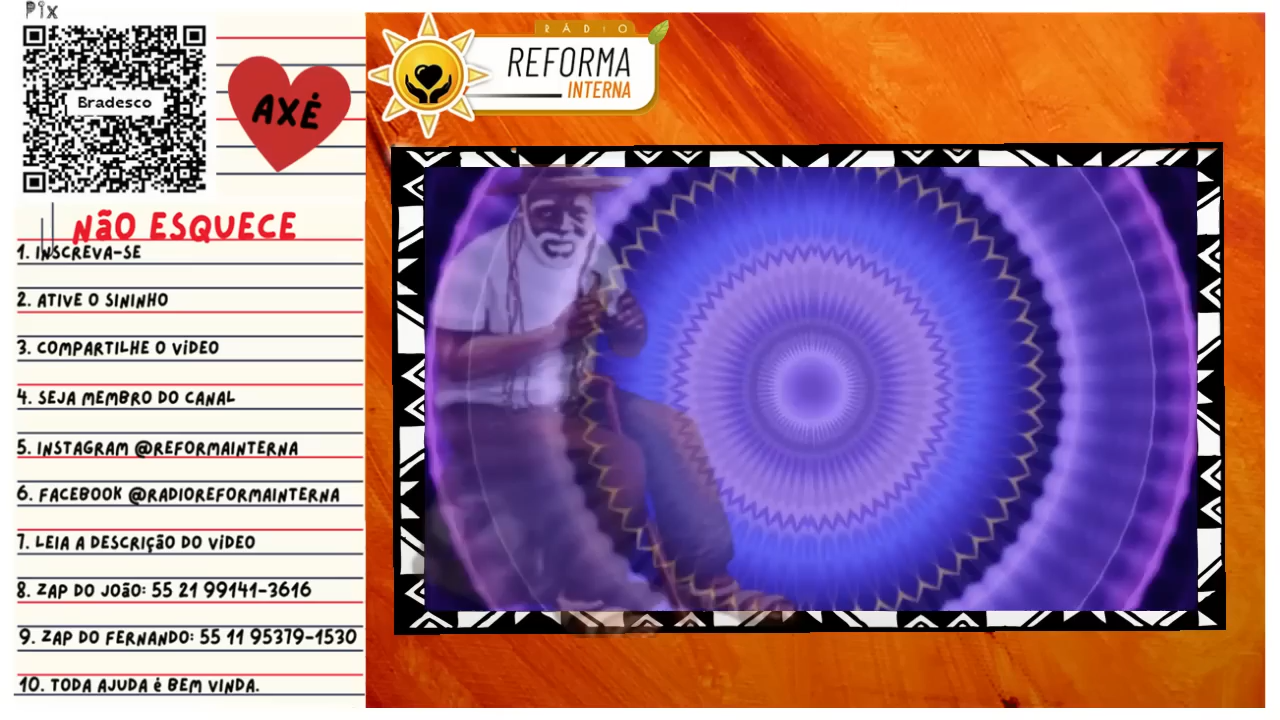 Pix
Bradesco
AXÉ
NÃO ESQUECE
1. INSCREVA-SE
2. ATIVE O SININHO
3. COMPARTILHE O VÍDEO
4. SEJA MEMBRO DO CANAL
5. INSTAGRAM @REFORMAINTERNA
6. FACEBOOK @RADIOREFORMAINTERNA
7. LEIA A DESCRIÇÃO DO VÍDEO
8. ZAP DO JOÃO: 55 21 99141-3616
9. ZAP DO FERNANDO: 55 11 95379-1530
10. TODA AJUDA É BEM VINDA.
RÁDIO
REFORMA
INTERNA